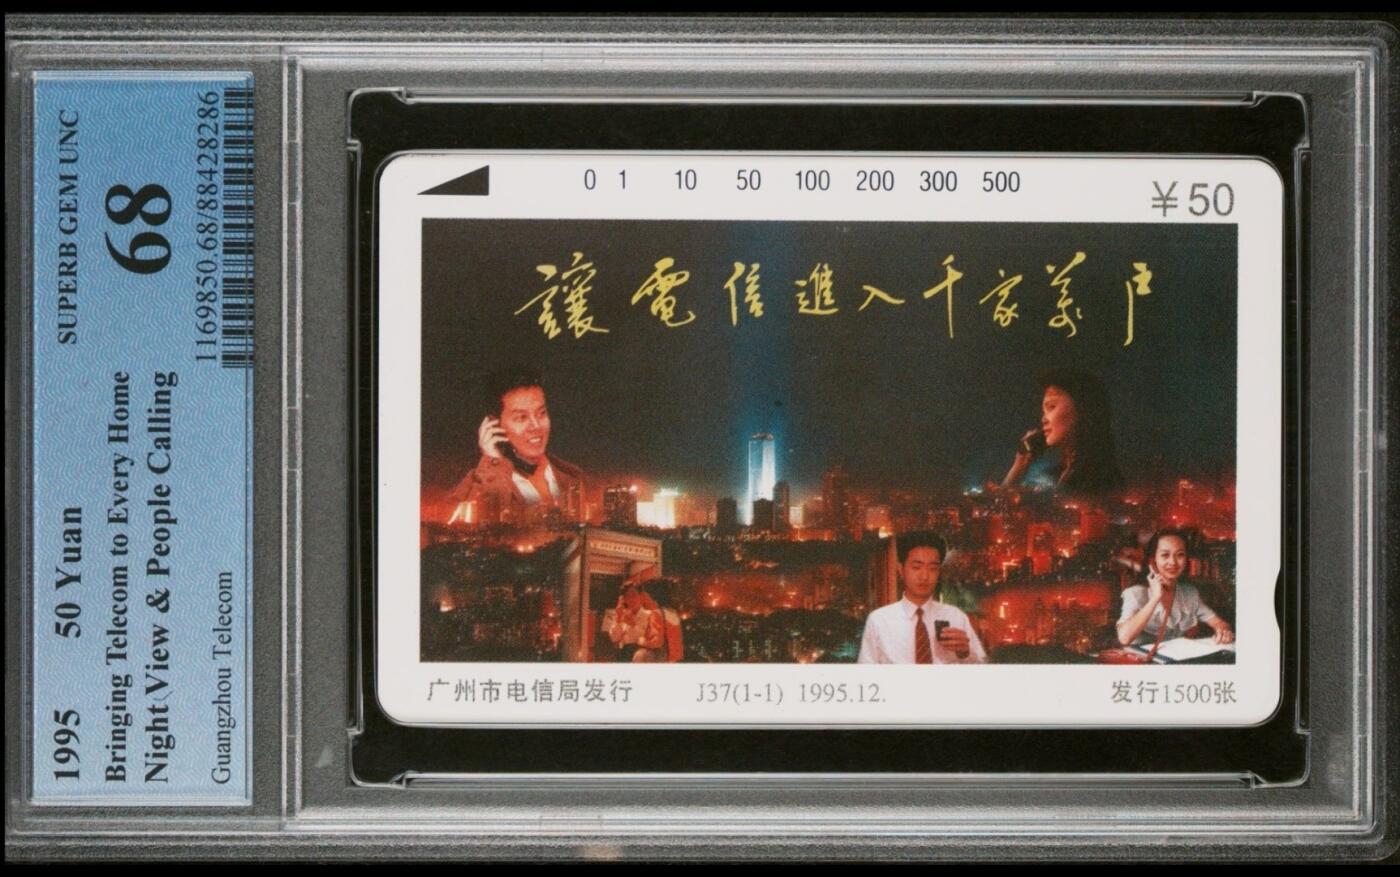 1995 50 Yuan SUPERB GEM UNC
Bringing Telecom to Every Home 68
Night View & People Calling
Guangzhou Telecom 1169850.68/88428286
0 1 10 50 100 200 300 500
￥50
讓電信進入千家萬户
广州市电信局发行 J37(1-1) 1995.12. 发行1500张